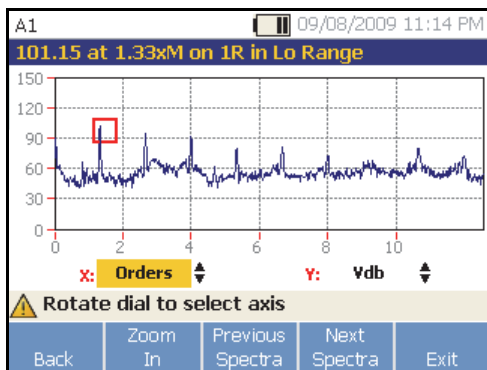 A1 09/08/2009 11:14 PM
101.15 at 1.33xM on 1R in Lo Range
150
120
90
60
30
0
0 2 4 6 8 10
X: Orders Y: Vdb
Rotate dial to select axis
Back Zoom In Previous Spectra Next Spectra Exit